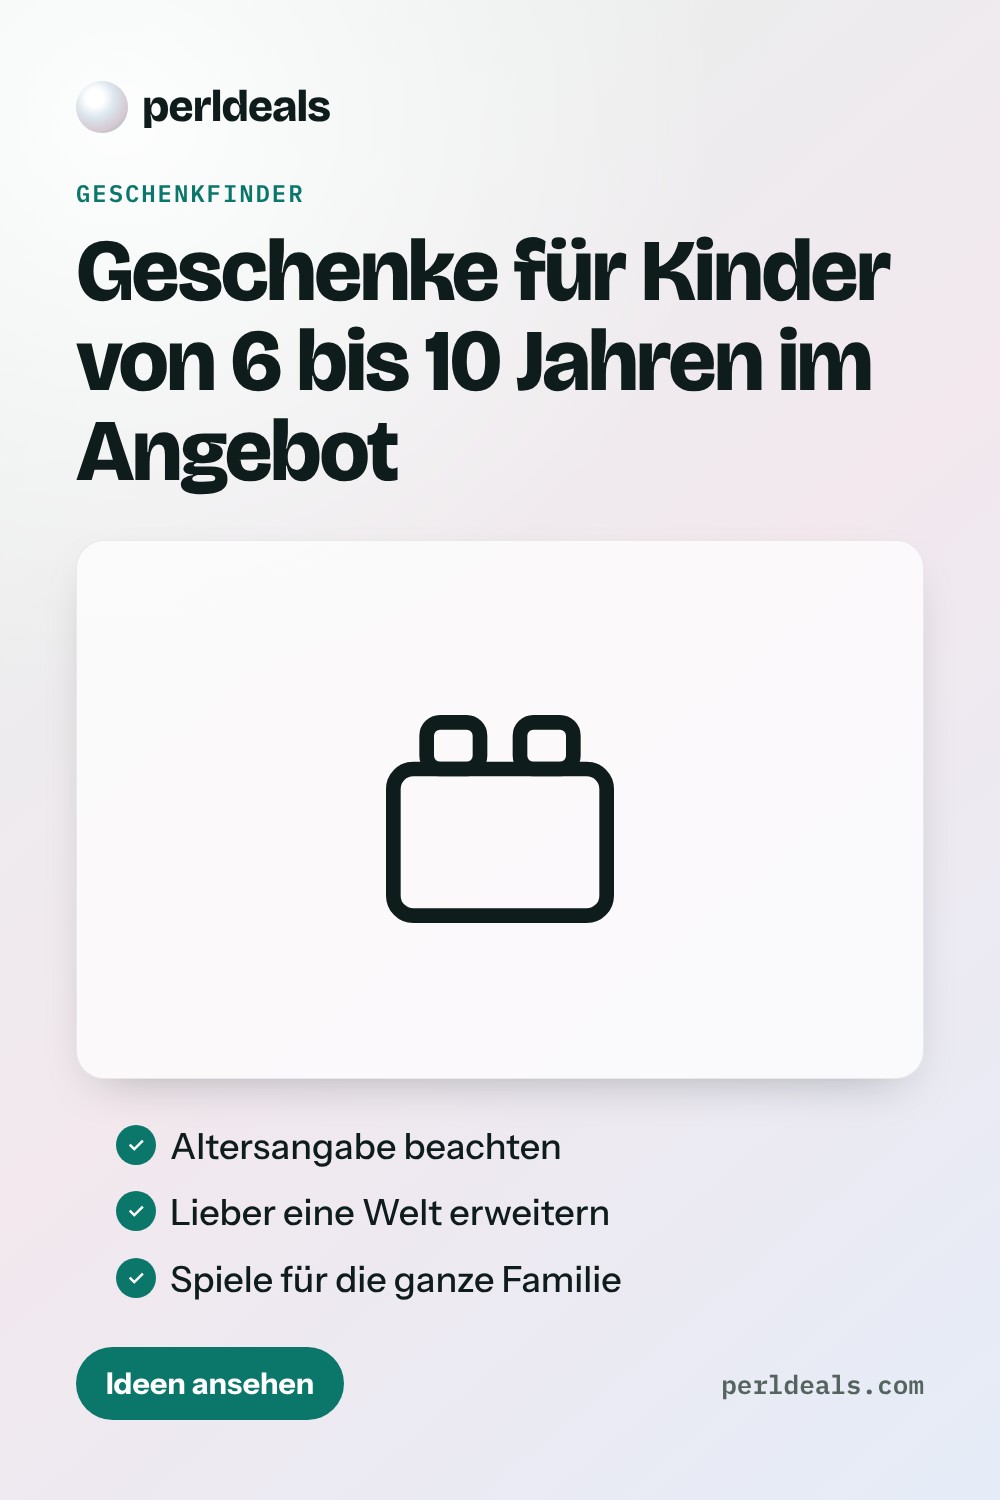 perldeals
GESCHENKFINDER
Geschenke für Kinder
von 6 bis 10 Jahren im
Angebot
Altersangabe beachten
Lieber eine Welt erweitern
Spiele für die ganze Familie
Ideen ansehen
perldeals.com